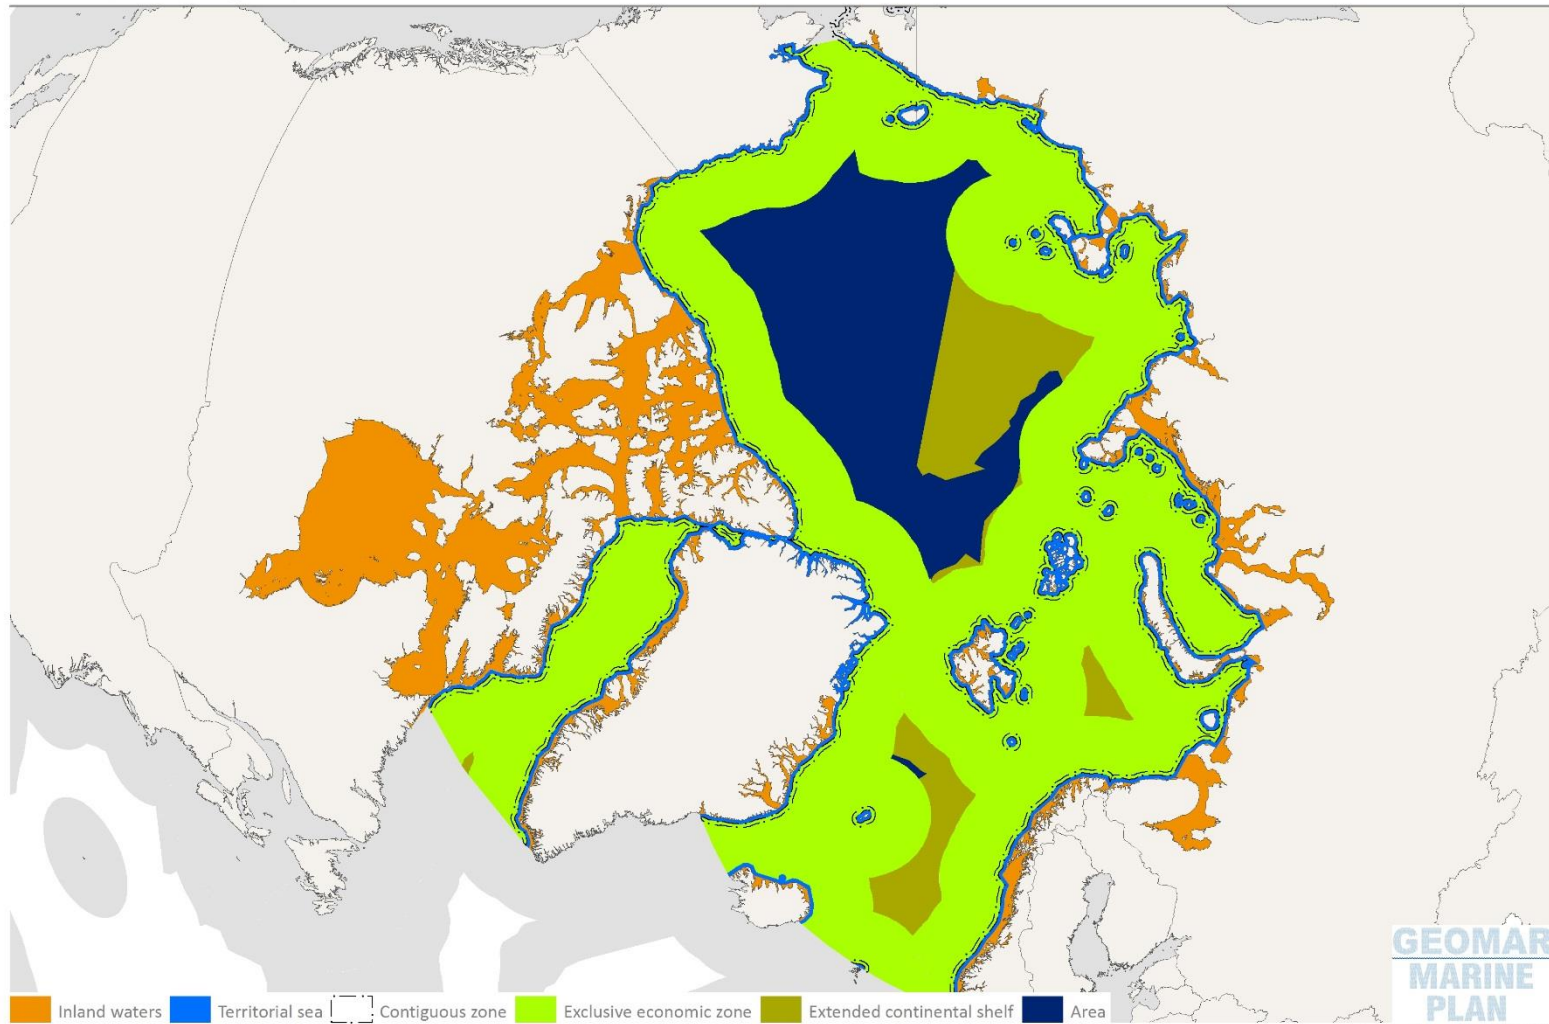 Inland waters Territorial sea Contiguous zone Exclusive economic zone Extended continental shelf Area
GEOMAR
MARINE
PLAN